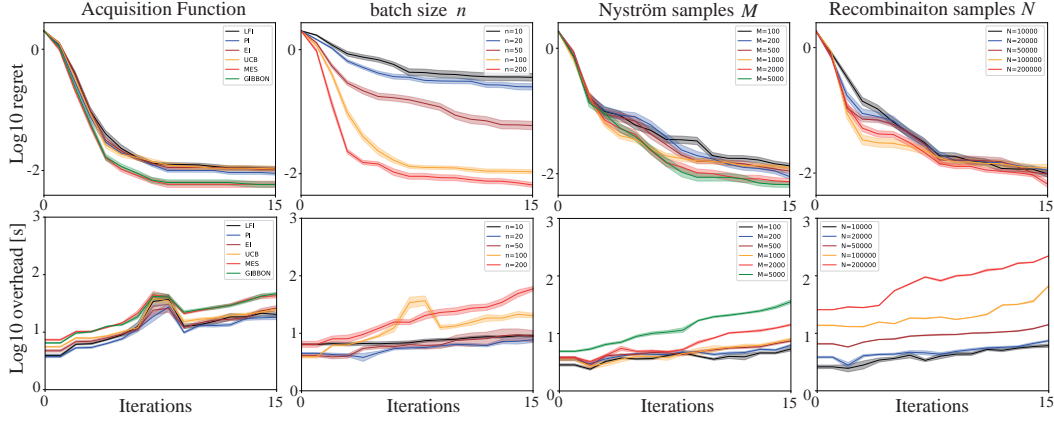 Acquisition Function
batch size n
Nyström samples M
Recombinaiton samples N
Log10 regret
0
-2
0
15
LFI
PI
EI
UCB
MES
GIBBON
0
-2
0
15
n=10
n=20
n=50
n=100
n=200
0
-2
0
15
M=100
M=200
M=500
M=1000
M=2000
M=5000
0
-2
0
15
N=10000
N=20000
N=50000
N=100000
N=200000
Log10 overhead [s]
3
2
1
0
0
Iterations
15
LFI
PI
EI
UCB
MES
GIBBON
3
2
1
0
0
Iterations
15
n=10
n=20
n=50
n=100
n=200
3
2
1
0
0
Iterations
15
M=100
M=200
M=500
M=1000
M=2000
M=5000
3
2
1
0
0
Iterations
15
N=10000
N=20000
N=50000
N=100000
N=200000